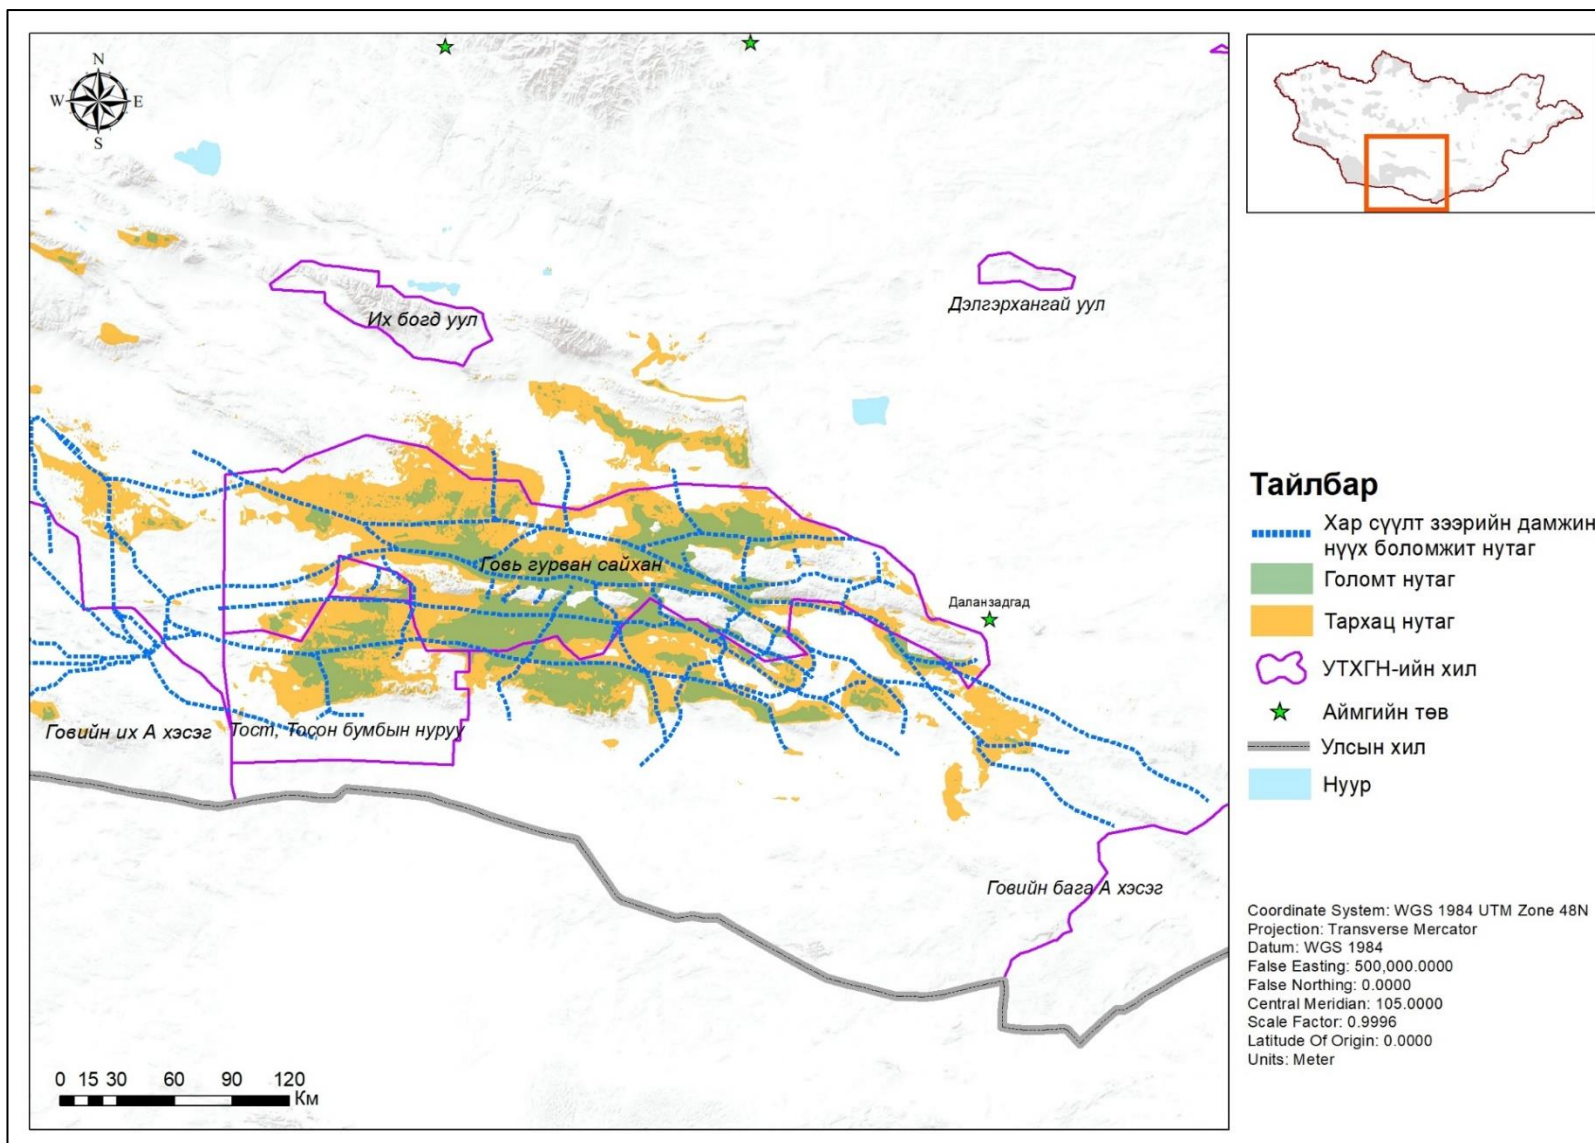 N
W E
S
Их богд уул
Дэлгэрхангай уул
Говь гурван сайхан
Даланзадгад
Говийн их А хэсэг
Тост, Тосон бумбын нуруу
Говийн бага А хэсэг
0 15 30 60 90 120
Км
Тайлбар
Хар сүүлт зээрийн дамжин
нүүх боломжит нутаг
Голомт нутаг
Тархац нутаг
УТХГН-ийн хил
Аймгийн төв
Улсын хил
Нуур
Coordinate System: WGS 1984 UTM Zone 48N
Projection: Transverse Mercator
Datum: WGS 1984
False Easting: 500,000.0000
False Northing: 0.0000
Central Meridian: 105.0000
Scale Factor: 0.9996
Latitude Of Origin: 0.0000
Units: Meter